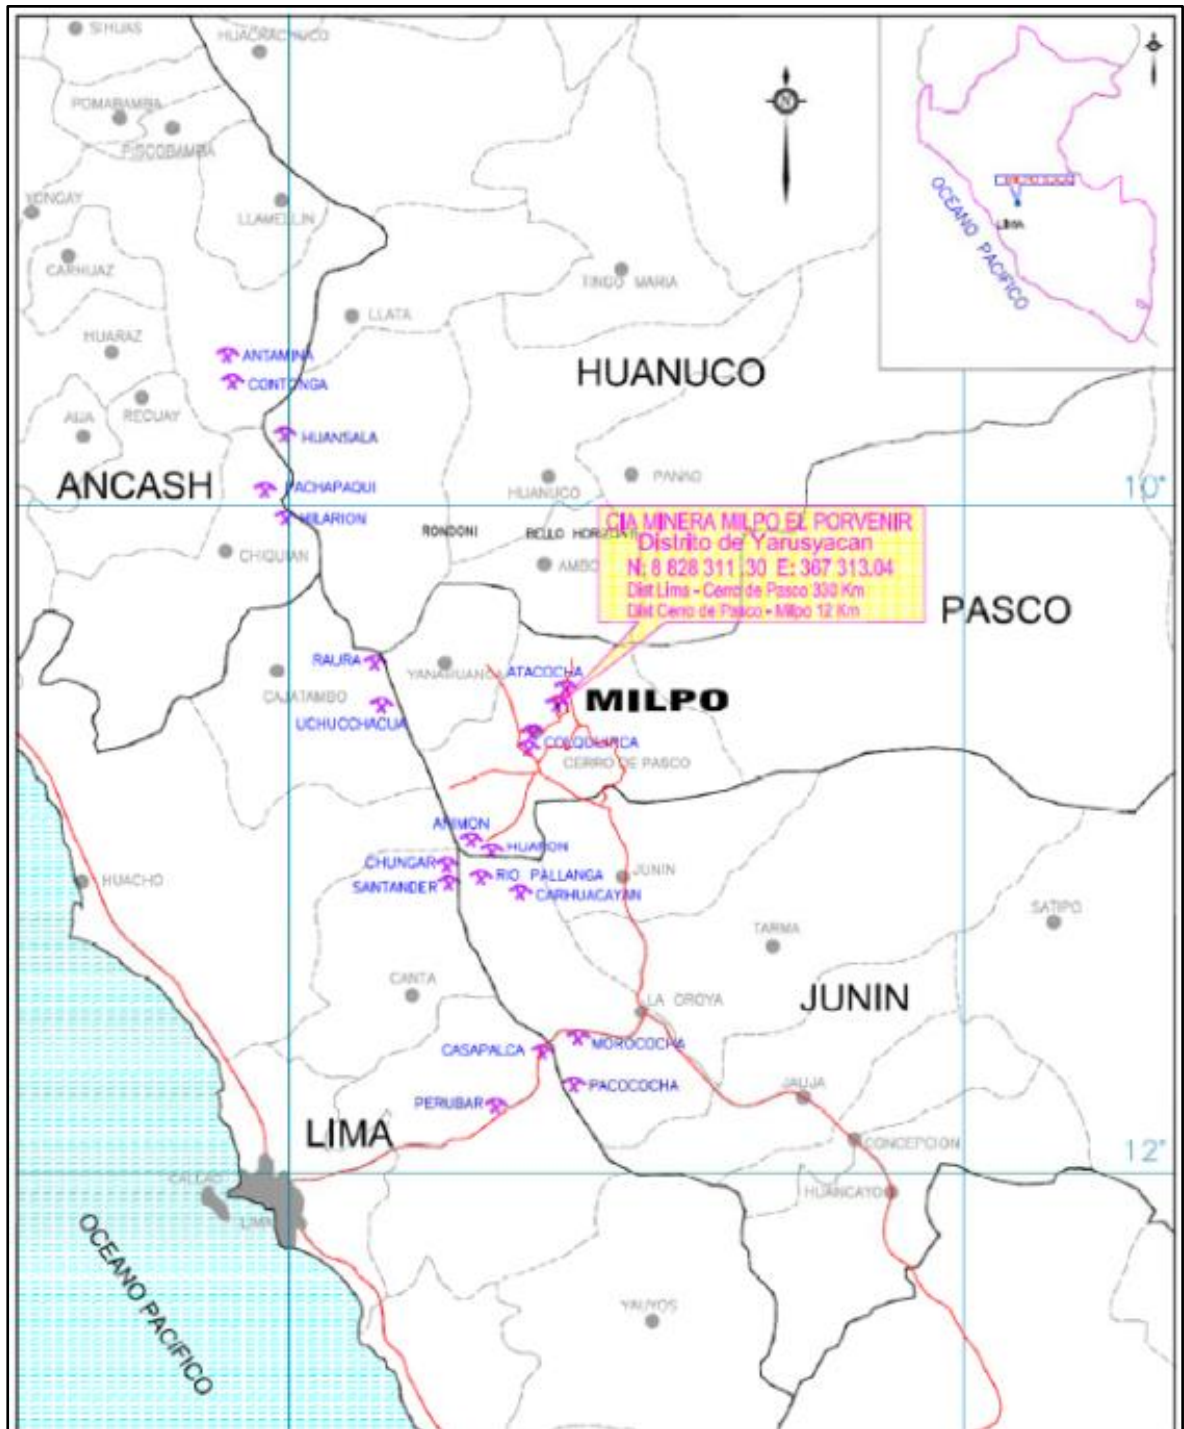 SIHUAS
HUACRACHUCO
POMABAMBA
PISCOBAMBA
YUNGAY
LLAMELLIN
CARHUAZ
TINGO MARIA
OCEANO PACIFICO
LIMA
LLATA
HUARAZ
ANTAMINA
CONTONGA
HUANUCO
AIJA
RECUAY
HUANSALA
ANCASH
PACHAPAQUI
HUANUCO
PANAO
10°
HILARION
RONDONI
CHIQUIAN
AMBO
CIA MINERA MILPO EL PORVENIR
Distrito de Yarusyacan
N: 8 828 311 .30 E: 367 313,04
Dist Lima - Cerro de Pasco 330 Km
Dist Cerro de Pasco - Milpo 12 Km
PASCO
RAURA
YANAHUANCA
ATACOCHA
CAJATAMBO
MILPO
UCHUCCHACUA
COLQUIJIRCA
CERRO DE PASCO
ANIMON
HUARON
CHUNGAR
RIO PALLANGA
JUNIN
HUACHO
SANTANDER
CARHUACAYAN
SATIPO
TARMA
CANTA
JUNIN
LA OROYA
MOROCOCHA
CASAPALCA
PACOCOCHA
JAUJA
PERUBAR
LIMA
CONCEPCION
12°
CALLAO
HUANCAYO
LIMA
OCEANO PACIFICO
YAUYOS
N